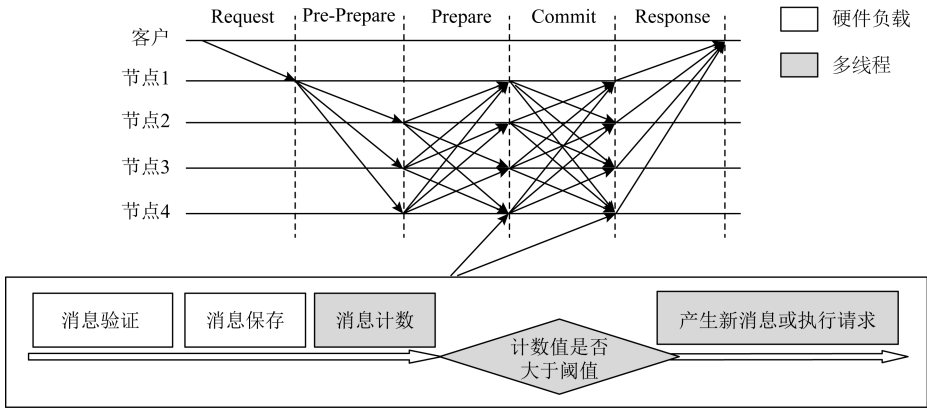 Request Pre-Prepare Prepare Commit Response
客户
节点1
节点2
节点3
节点4
硬件负载
多线程
消息验证 消息保存 消息计数 产生新消息或执行请求
计数值是否
大于阈值